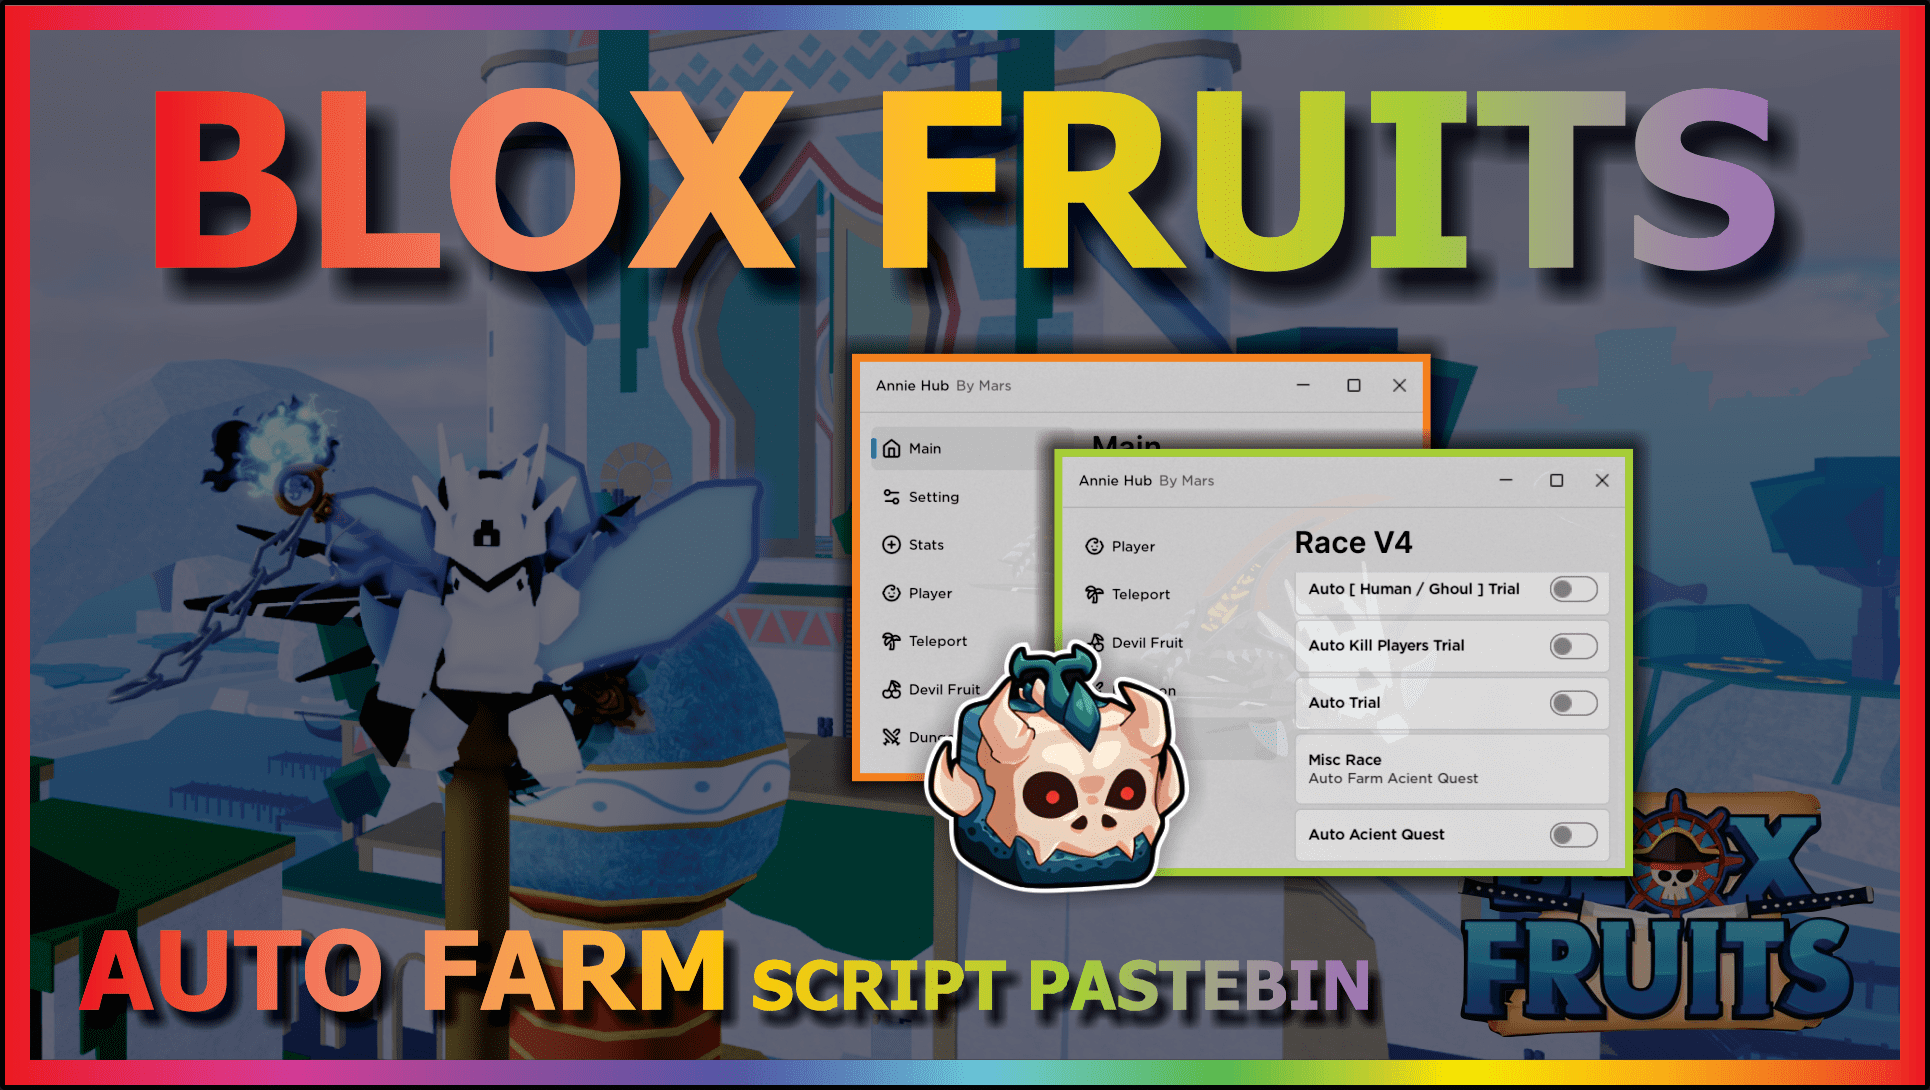 BLOX FRUITS
Annie Hub By Mars
Main
Setting
Stats
Player
Teleport
Devil Fruit
Main
Annie Hub By Mars
Player
Teleport
Devil Fruit
Race V4
Auto [ Human / Ghoul ] Trial
Auto Kill Players Trial
Auto Trial
Misc Race
Auto Farm Acient Quest
Auto Acient Quest
AUTO FARM SCRIPT PASTEBIN
FRUITS